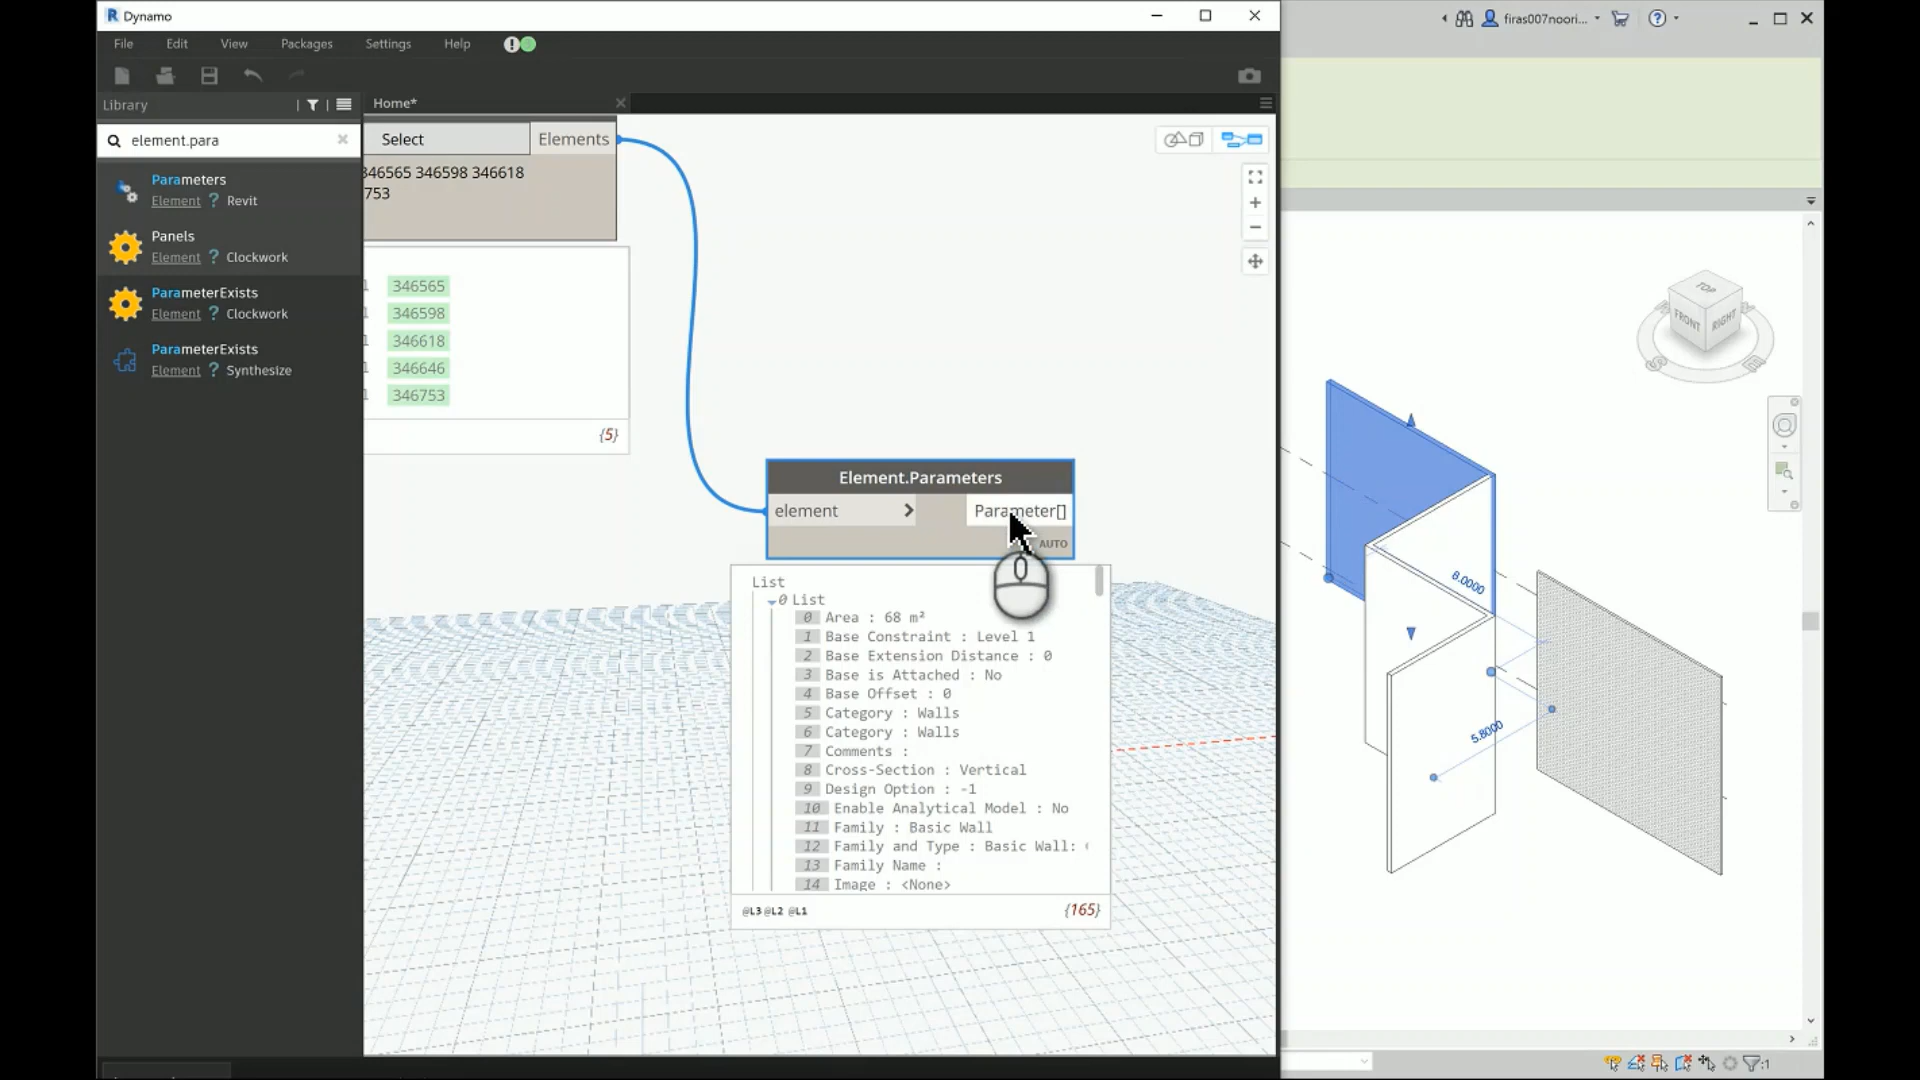 Dynamo
firas007noori...
File Edit View Packages Settings Help
Library
Home*
element.para
Parameters
Element ? Revit
Panels
Element ? Clockwork
ParameterExists
Element ? Clockwork
ParameterExists
Element ? Synthesize
Select
Elements
346565 346598 346618
753
346565
346598
346618
346646
346753
{5}
Element.Parameters
element > Parameter[]
AUTO
List
0 List
0 Area : 68 m²
1 Base Constraint : Level 1
2 Base Extension Distance : 0
3 Base is Attached : No
4 Base Offset : 0
5 Category : Walls
6 Category : Walls
7 Comments :
8 Cross-Section : Vertical
9 Design Option : -1
10 Enable Analytical Model : No
11 Family : Basic Wall
12 Family and Type : Basic Wall:
13 Family Name :
14 Image : <None>
@L3 @L2 @L1
{165}
TOP
FRONT
RIGHT
S
E
8.0000
5.8000
:1